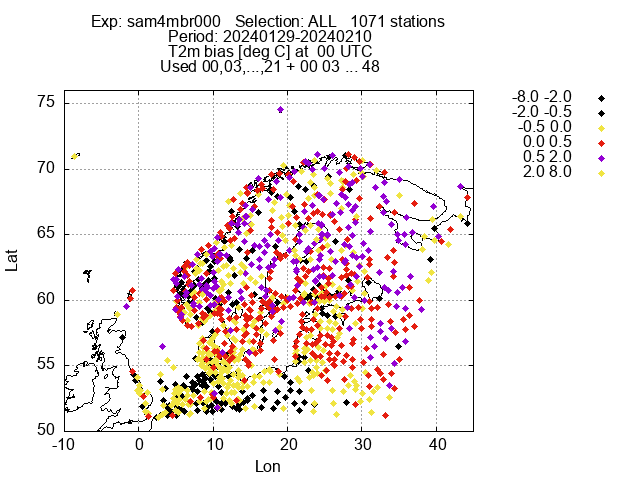 Exp: sam4mbr000 Selection: ALL 1071 stations
Period: 20240129-20240210
T2m bias [deg C] at 00 UTC
Used 00,03,...,21 + 00 03 ... 48
-8.0 -2.0
-2.0 -0.5
-0.5 0.0
0.0 0.5
0.5 2.0
2.0 8.0
75
70
65
60
55
50
Lat
-10 0 10 20 30 40
Lon